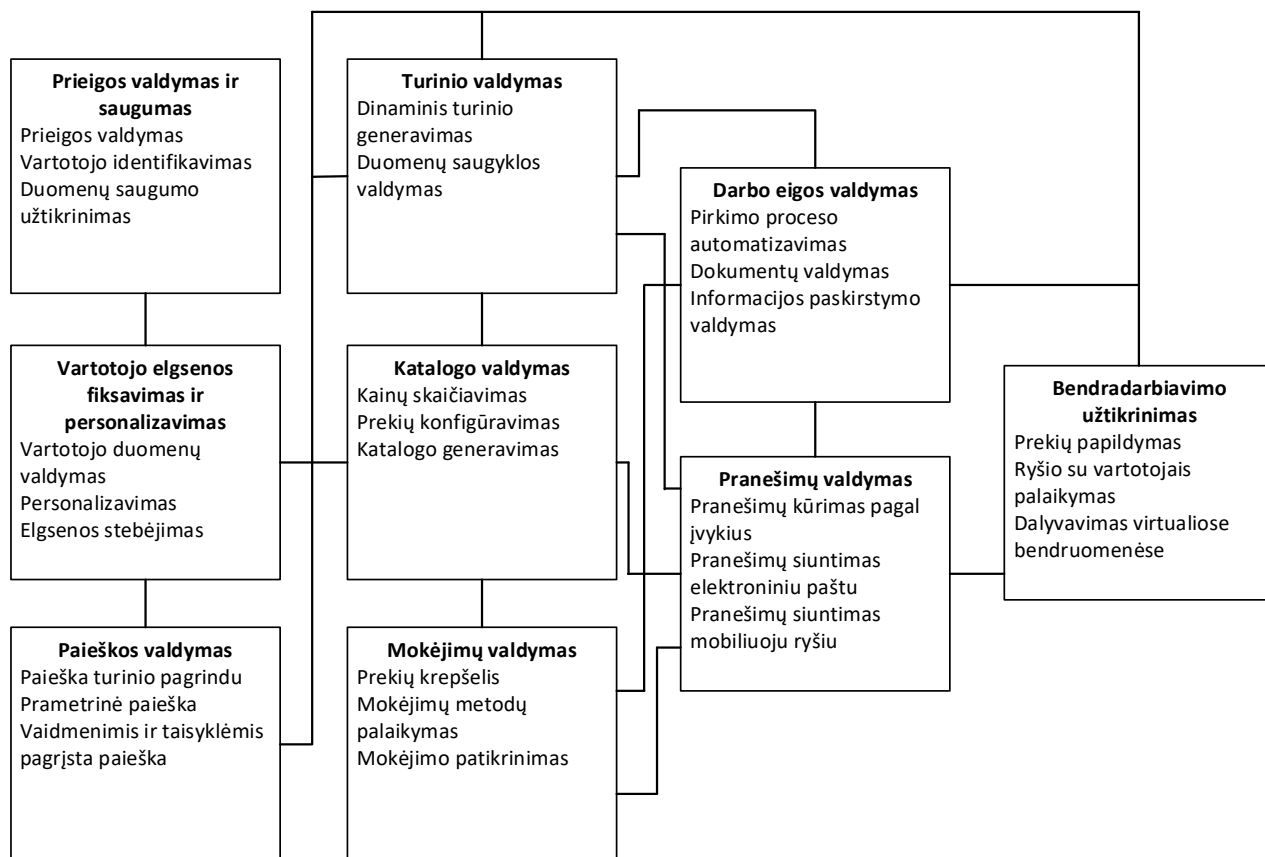 Prieigos valdymas ir
saugumas
Prieigos valdymas
Vartotojo identifikavimas
Duomenų saugumo
užtikrinimas
Vartotojo elgsenos
fiksavimas ir
personalizavimas
Vartotojo duomenų
valdymas
Personalizavimas
Elgsenos stebėjimas
Paieškos valdymas
Paieška turinio pagrindu
Prametrinė paieška
Vaidmenimis ir taisyklėmis
pagrįsta paieška
Turinio valdymas
Dinaminis turinio
generavimas
Duomenų saugyklos
valdymas
Katalogo valdymas
Kainų skaičiavimas
Prekių konfigūravimas
Katalogo generavimas
Mokėjimų valdymas
Prekių krepšelis
Mokėjimų metodų
palaikymas
Mokėjimo patikrinimas
Darbo eigos valdymas
Pirkimo proceso
automatizavimas
Dokumentų valdymas
Informacijos paskirstymo
valdymas
Pranešimų valdymas
Pranešimų kūrimas pagal
įvykius
Pranešimų siuntimas
elektroniniu paštu
Pranešimų siuntimas
mobiliuoju ryšiu
Bendradarbiavimo
užtikrinimas
Prekių papildymas
Ryšio su vartotojais
palaikymas
Dalyvavimas virtualiose
bendruomenėse